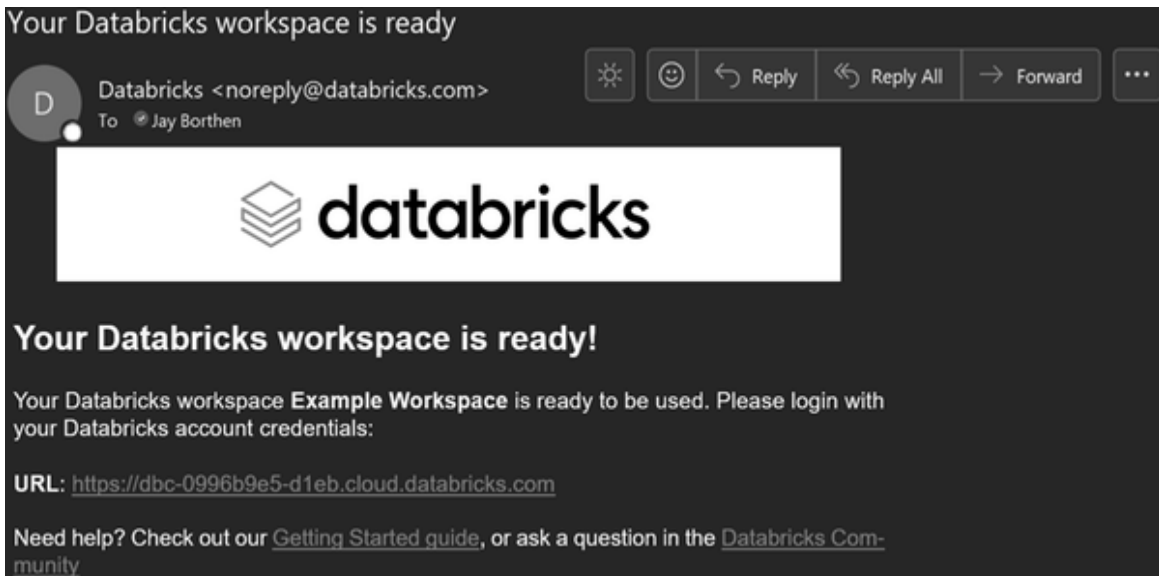 Your Databricks workspace is ready
Reply
Reply All
Forward
D
Databricks <noreply@databricks.com>
To Jay Borthen
databricks
Your Databricks workspace is ready!
Your Databricks workspace Example Workspace is ready to be used. Please login with
your Databricks account credentials:
URL: https://dbc-0996b9e5-d1eb.cloud.databricks.com
Need help? Check out our Getting Started guide, or ask a question in the Databricks Com-
munity